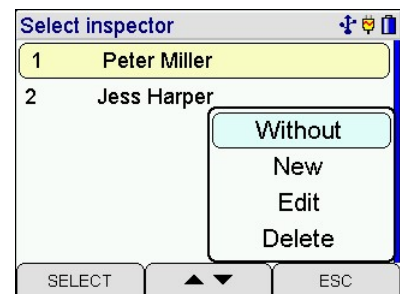 Select inspector
1 Peter Miller
2 Jess Harper
Without
New
Edit
Delete
SELECT ESC